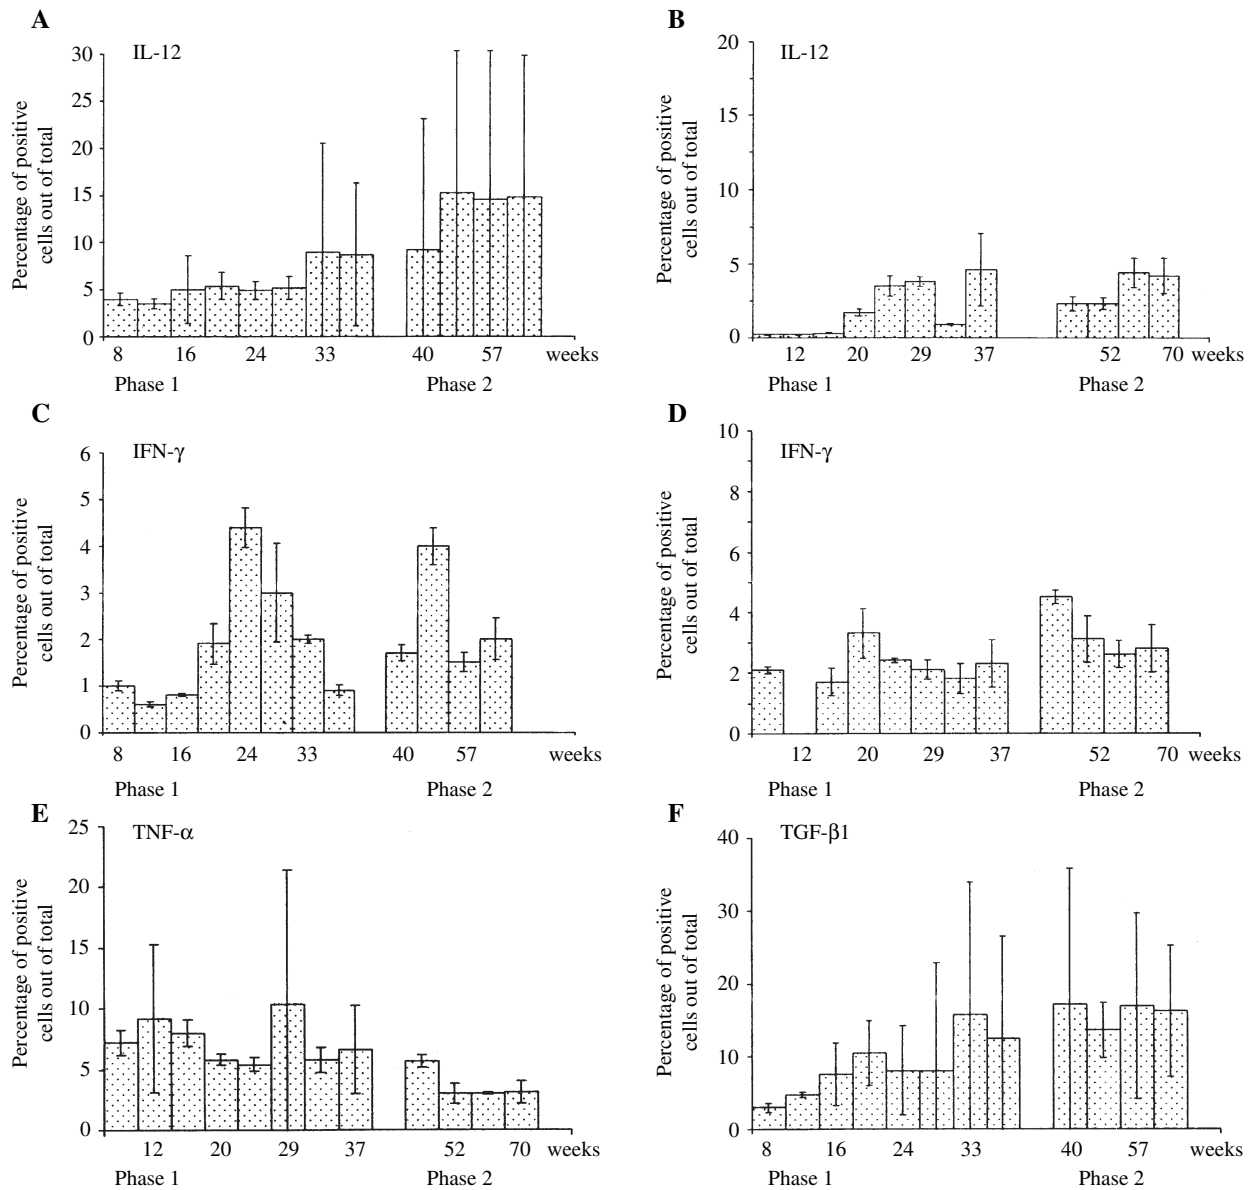 A
IL-12
Percentage of positive
cells out of total
30
25
20
15
10
5
0
8 16 24 33 40 57 weeks
Phase 1 Phase 2
B
IL-12
Percentage of positive
cells out of total
20
15
10
5
0
12 20 29 37 52 70 weeks
Phase 1 Phase 2
C
IFN-γ
Percentage of positive
cells out of total
6
5
4
3
2
1
0
8 16 24 33 40 57 weeks
Phase 1 Phase 2
D
IFN-γ
Percentage of positive
cells out of total
10
8
6
4
2
0
12 20 29 37 52 70 weeks
Phase 1 Phase 2
E
TNF-α
Percentage of positive
cells out of total
25
20
15
10
5
0
12 20 29 37 52 70 weeks
Phase 1 Phase 2
F
TGF-β1
Percentage of positive
cells out of total
40
30
20
10
0
8 16 24 33 40 57 weeks
Phase 1 Phase 2